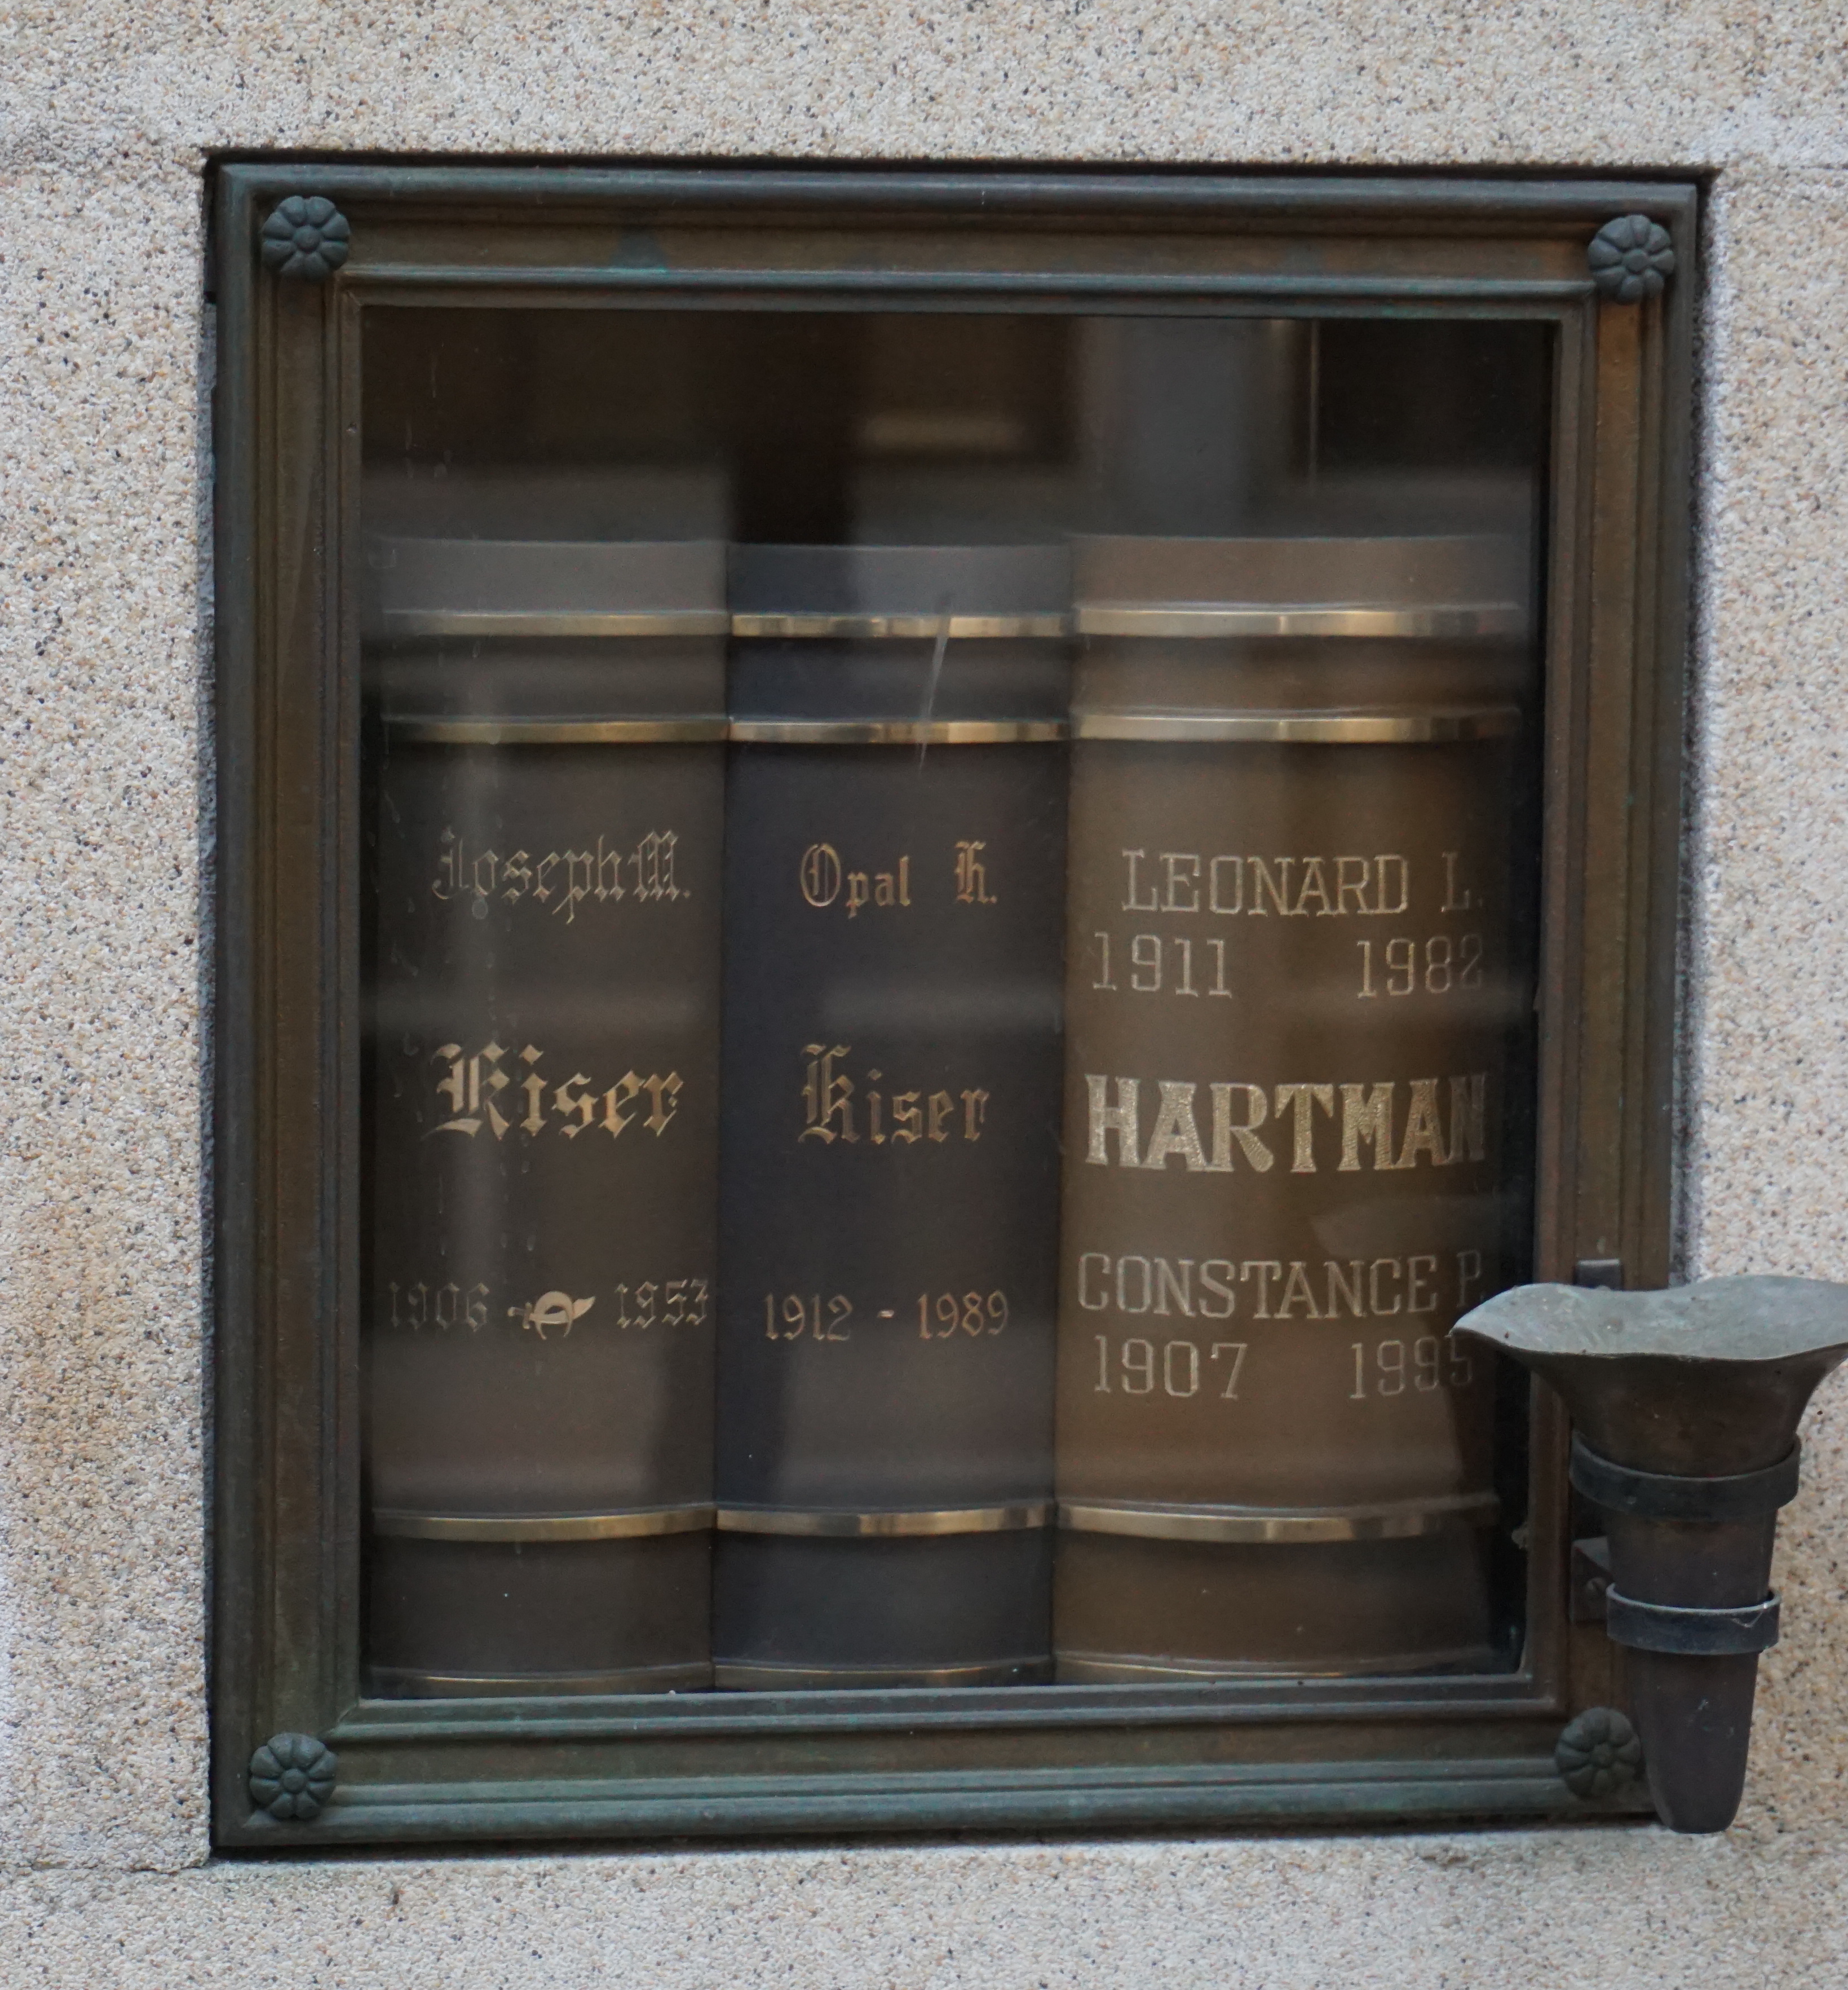 Joseph M.
Kiser
1906 1953
Opal K.
Kiser
1912 - 1989
LEONARD L.
1911 1982
HARTMAN
CONSTANCE P.
1907 1995